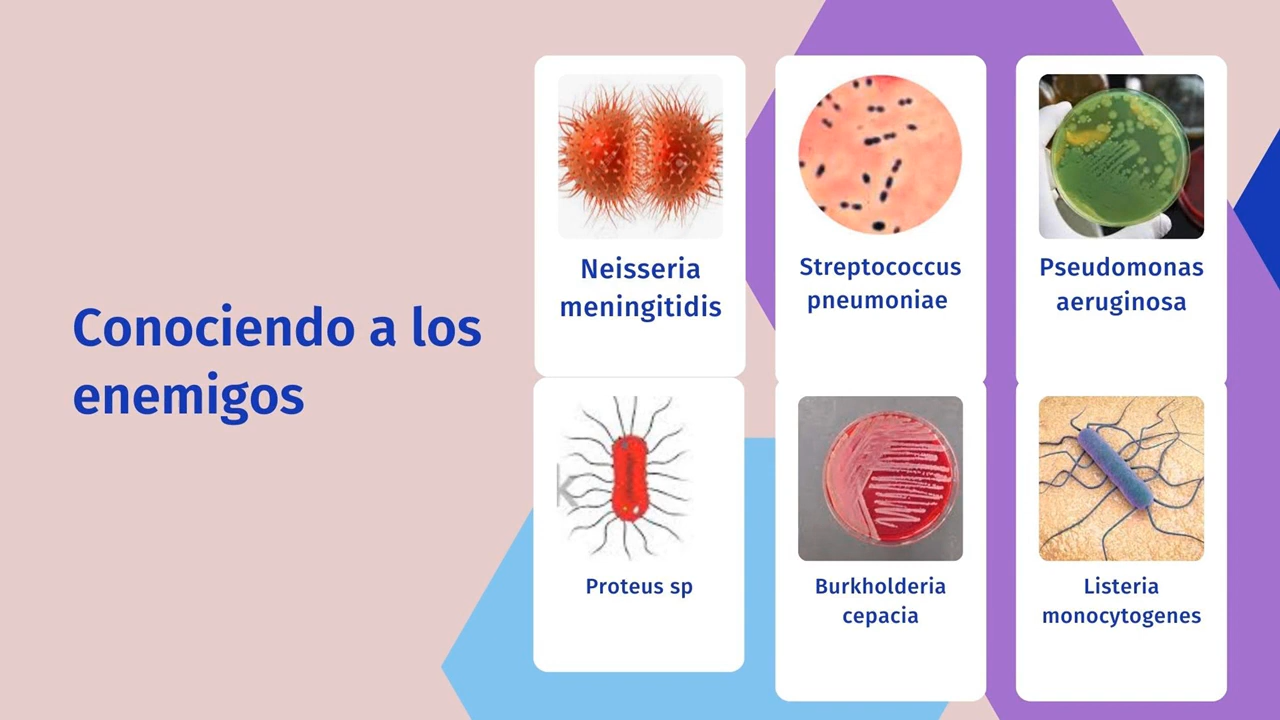 Conociendo a los
enemigos
Neisseria
meningitidis
Streptococcus
pneumoniae
Pseudomonas
aeruginosa
Proteus sp
Burkholderia
cepacia
Listeria
monocytogenes